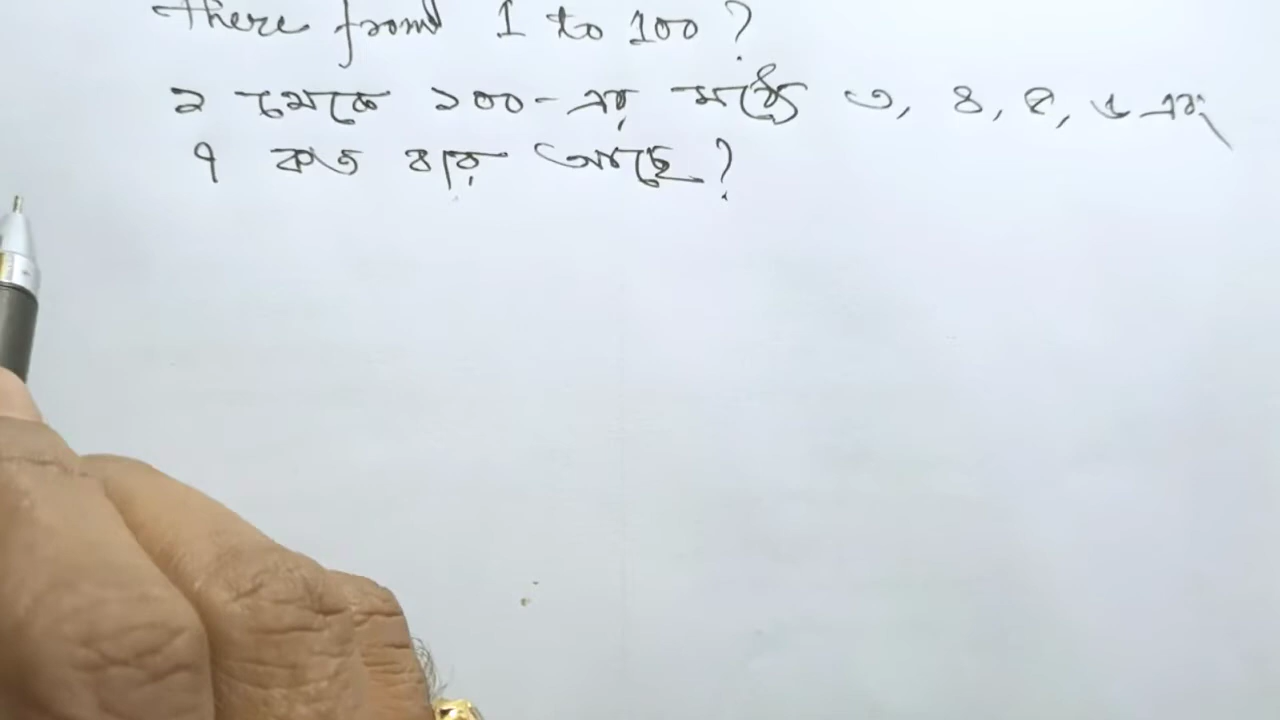 there from 1 to 100 ?
১ থেকে ১০০-এর মধ্যে ৩, ৪, ৫, ৬ এবং
৭ কত বার আছে ?